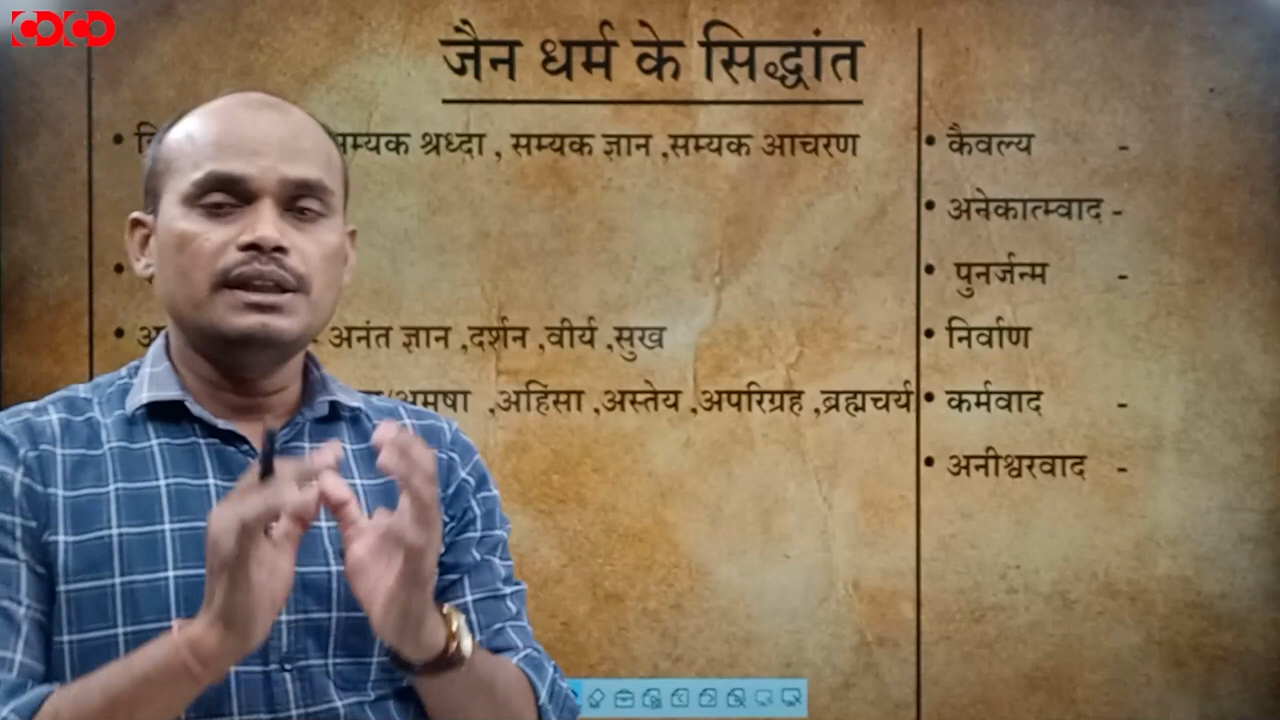 COCO
जैन धर्म के सिद्धांत
सम्यक श्रध्दा , सम्यक ज्ञान ,सम्यक आचरण
अनंत ज्ञान ,दर्शन ,वीर्य ,सुख
,अहिंसा ,अस्तेय ,अपरिग्रह ,ब्रह्मचर्य
• कैवल्य -
• अनेकात्म्वाद -
• पुनर्जन्म -
• निर्वाण
• कर्मवाद -
• अनीश्वरवाद -